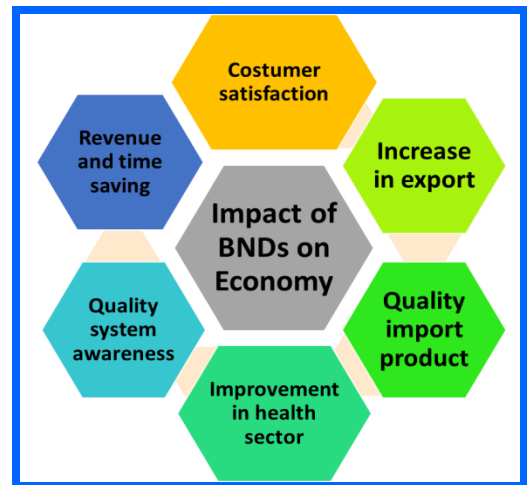 Costumer
satisfaction
Increase
in export
Quality
import
product
Improvement
in health
sector
Quality
system
awareness
Revenue
and time
saving
Impact of
BNDs on
Economy